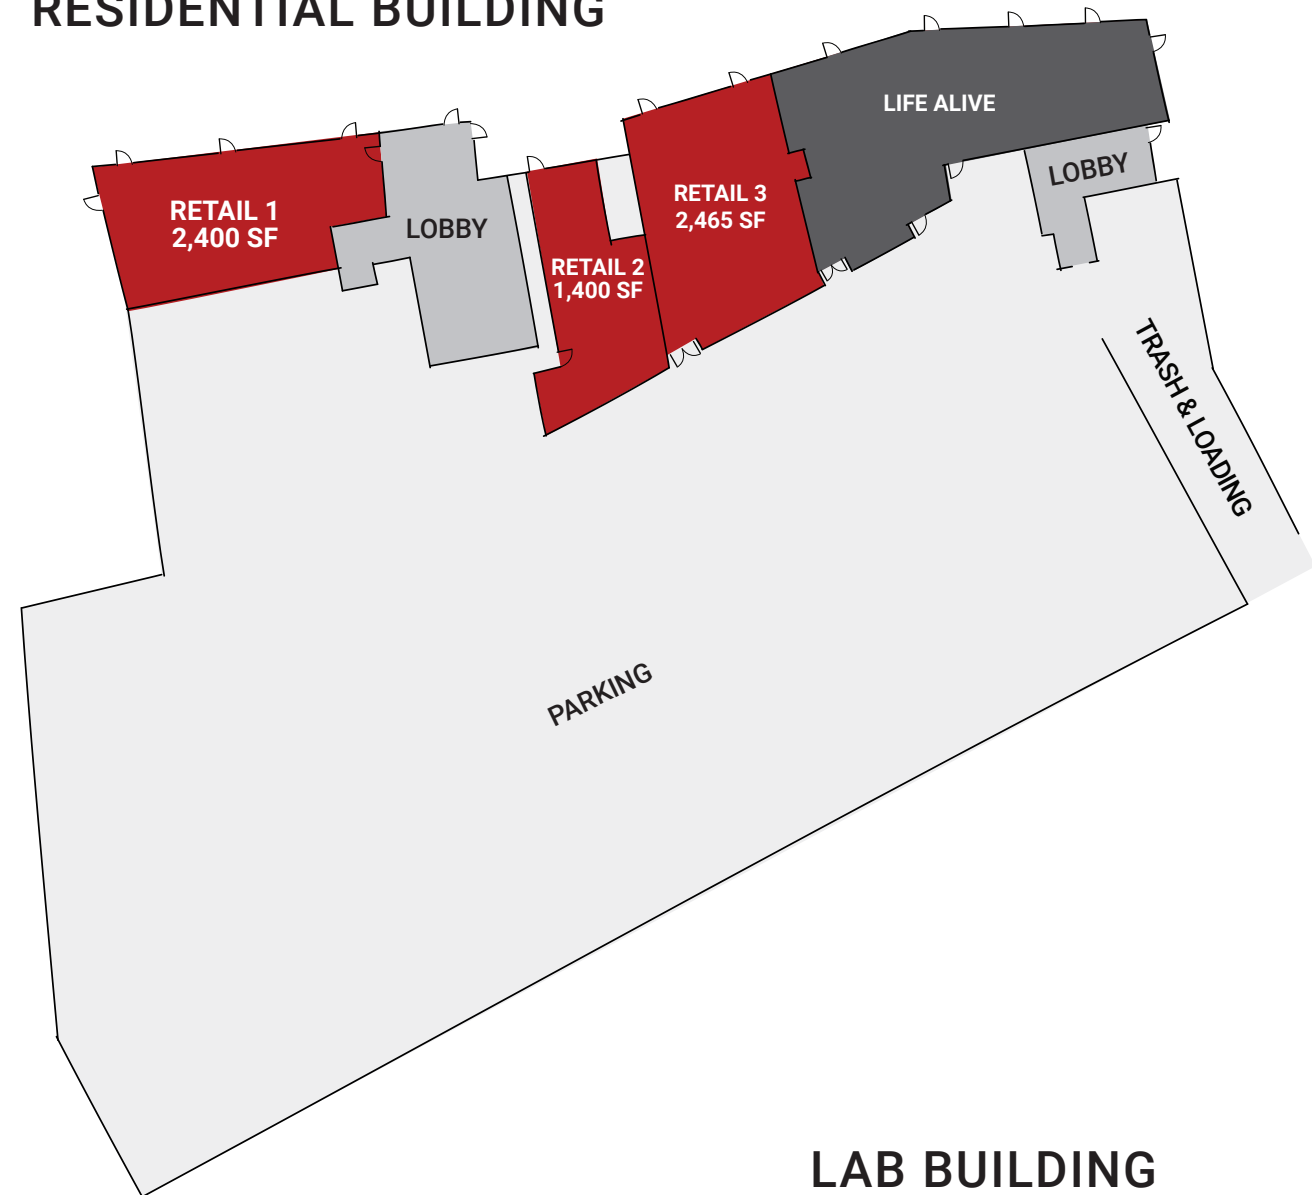 RESIDENTIAL BUILDING
LIFE ALIVE
RETAIL 1
2,400 SF
LOBBY
RETAIL 2
1,400 SF
RETAIL 3
2,465 SF
LOBBY
TRASH & LOADING
PARKING
LAB BUILDING